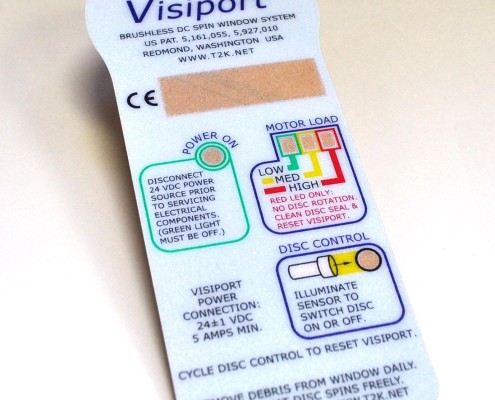 Visiport
BRUSHLESS DC SPIN WINDOW SYSTEM
US PAT. 5,161,055, 5,927,010
REDMOND, WASHINGTON USA
WWW.T2K.NET
CE
POWER ON
DISCONNECT
24 VDC POWER
SOURCE PRIOR
TO SERVICING
ELECTRICAL
COMPONENTS.
(GREEN LIGHT
MUST BE OFF.)
MOTOR LOAD
LOW
MED
HIGH
RED LED ONLY:
NO DISC ROTATION.
CLEAN DISC SEAL &
RESET VISIPORT.
DISC CONTROL
ILLUMINATE
SENSOR TO
SWITCH DISC
ON OR OFF.
VISIPORT
POWER
CONNECTION:
24±1 VDC
5 AMPS MIN.
CYCLE DISC CONTROL TO RESET VISIPORT.
DEBRIS FROM WINDOW DAILY.
DISC SPINS FREELY.
WWW.T2K.NET